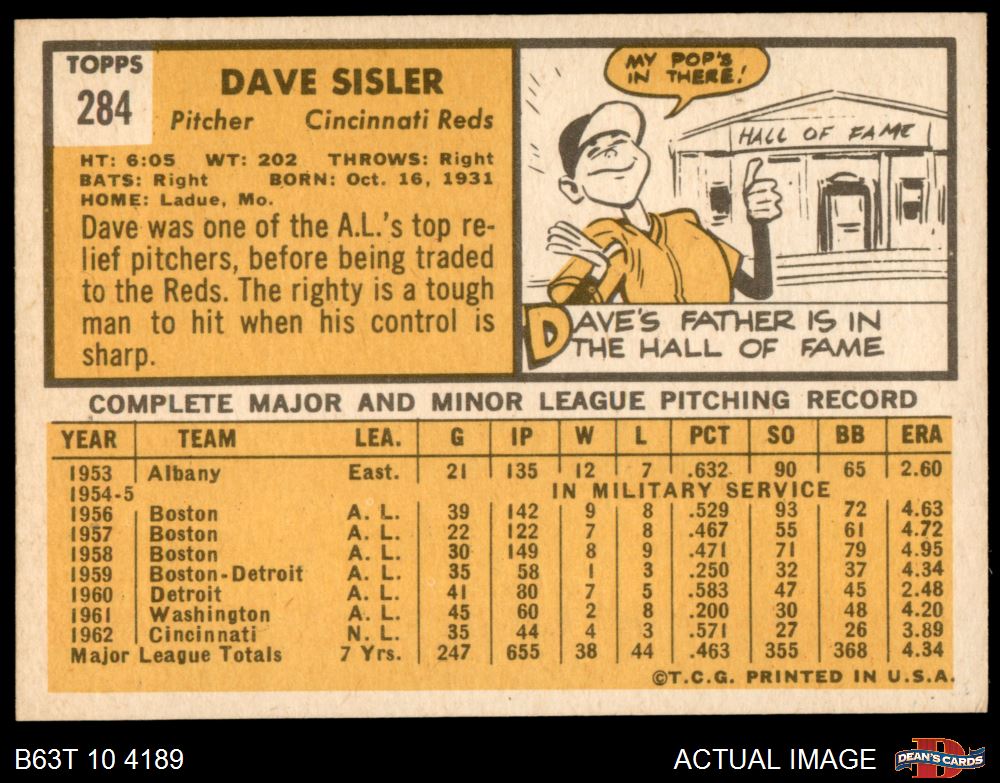 TOPPS
284
DAVE SISLER
Pitcher Cincinnati Reds
HT: 6:05 WT: 202 THROWS: Right
BATS: Right BORN: Oct. 16, 1931
HOME: Ladue, Mo.
Dave was one of the A.L.'s top re-
lief pitchers, before being traded
to the Reds. The righty is a tough
man to hit when his control is
sharp.
MY POP'S
IN THERE!
HALL OF FAME
DAVE'S FATHER IS IN
THE HALL OF FAME
COMPLETE MAJOR AND MINOR LEAGUE PITCHING RECORD
YEAR TEAM LEA. G IP W L PCT SO BB ERA
1953 Albany East. 21 135 12 7 .632 90 65 2.60
1954-5 IN MILITARY SERVICE
1956 Boston A. L. 39 142 9 8 .529 93 72 4.63
1957 Boston A. L. 22 122 7 8 .467 55 61 4.72
1958 Boston A. L. 30 149 8 9 .471 71 79 4.95
1959 Boston-Detroit A. L. 35 58 1 3 .250 32 37 4.34
1960 Detroit A. L. 41 80 7 5 .583 47 45 2.48
1961 Washington A. L. 45 60 2 8 .200 30 48 4.20
1962 Cincinnati N. L. 35 44 4 3 .571 27 26 3.89
Major League Totals 7 Yrs. 247 655 38 44 .463 355 368 4.34
©T.C.G. PRINTED IN U.S.A.
B63T 10 4189
ACTUAL IMAGE
DEAN'S CARDS